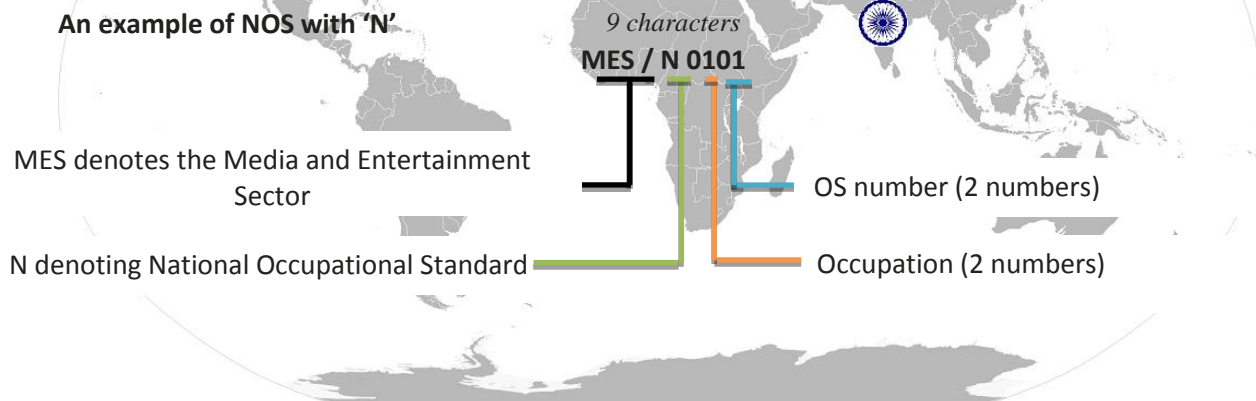 An example of NOS with ‘N’
9 characters
MES / N 0101
MES denotes the Media and Entertainment
Sector
OS number (2 numbers)
N denoting National Occupational Standard
Occupation (2 numbers)